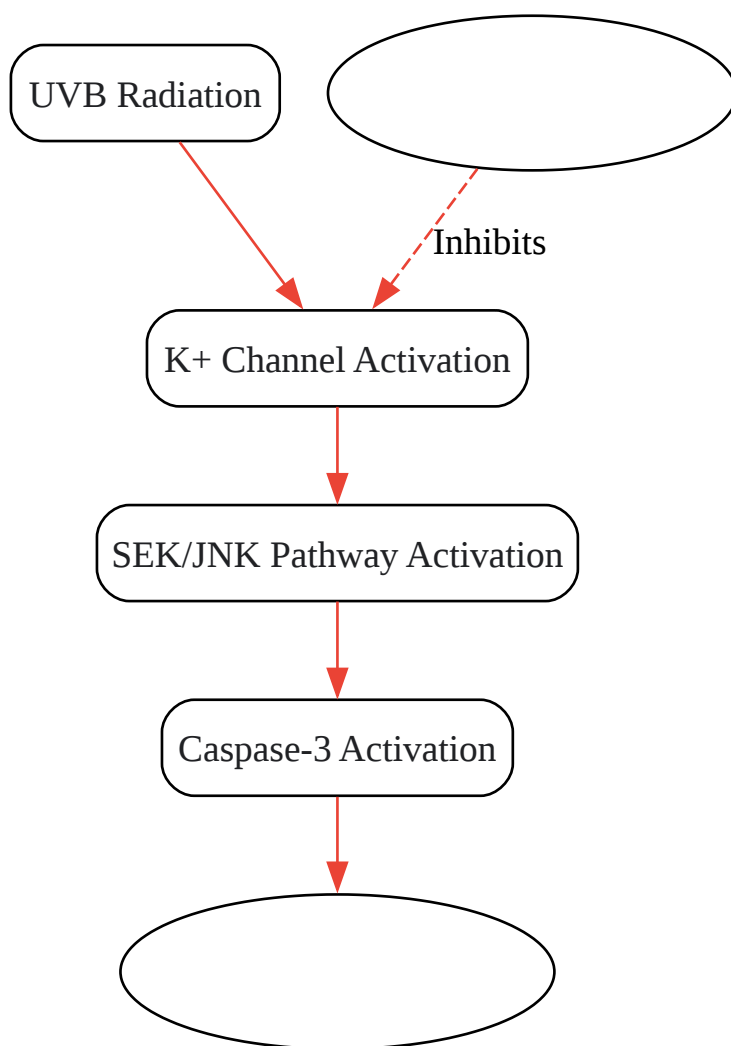 UVB Radiation
Inhibits
K+ Channel Activation
SEK/JNK Pathway Activation
Caspase-3 Activation